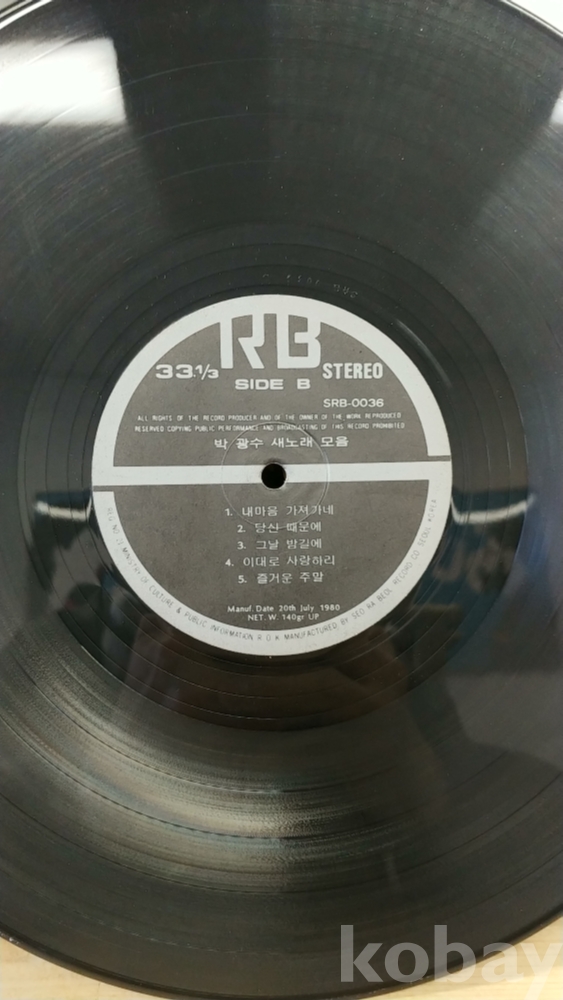 RB
33.1/3
STEREO
SIDE B
SRB-0036
ALL RIGHTS OF THE RECORD PRODUCER AND OF THE OWNER OF THE WORK REPRODUCED
RESERVED COPYING PUBLIC PERFORMANCE AND BROADCASTING OF THIS RECORD PROHIBITED
박 광수 새노래 모음
1. 내마음 가져가네
2. 당신 때문에
3. 그날 밤길에
4. 이대로 사랑하리
5. 즐거운 주말
Manuf. Date 20th July 1980
NET. W. 140gr UP
MINISTRY OF CULTURE & PUBLIC INFORMATION R.O.K MANUFACTURED BY SEO RA BEOL RECORD CO SEOUL KOREA
kobay